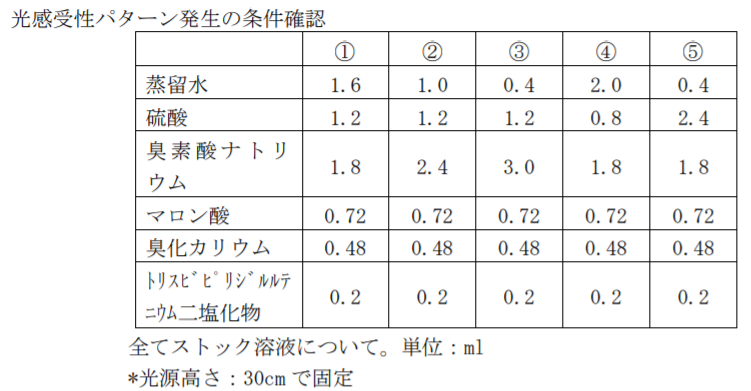 光感受性パターン発生の条件確認
① ② ③ ④ ⑤
蒸留水 1.6 1.0 0.4 2.0 0.4
硫酸 1.2 1.2 1.2 0.8 2.4
臭素酸ナトリ
ウム 1.8 2.4 3.0 1.8 1.8
マロン酸 0.72 0.72 0.72 0.72 0.72
臭化カリウム 0.48 0.48 0.48 0.48 0.48
ﾄﾘｽﾋﾞﾋﾟﾘｼﾞﾙﾙﾃ
ﾆｳﾑ二塩化物 0.2 0.2 0.2 0.2 0.2
全てストック溶液について。単位：ml
*光源高さ：30cm で固定